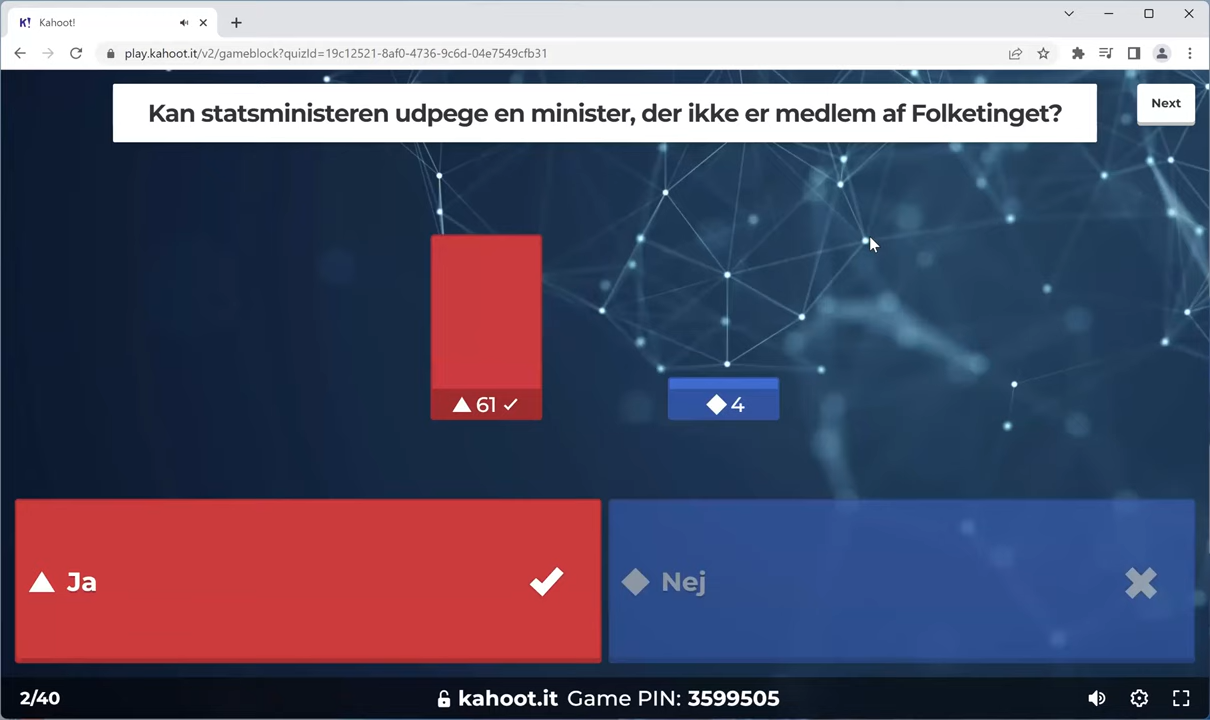 Kahoot!
play.kahoot.it/v2/gameblock?quizId=19c12521-8af0-4736-9c6d-04e7549cfb31
Kan statsministeren udpege en minister, der ikke er medlem af Folketinget?
Next
61
4
Ja
Nej
2/40
kahoot.it Game PIN: 3599505